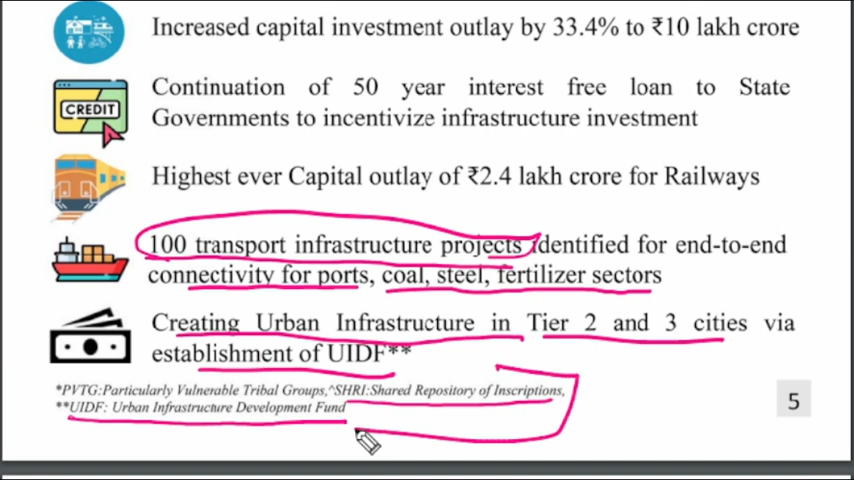 Increased capital investment outlay by 33.4% to ₹10 lakh crore
CREDIT
Continuation of 50 year interest free loan to State
Governments to incentivize infrastructure investment
Highest ever Capital outlay of ₹2.4 lakh crore for Railways
100 transport infrastructure projects identified for end-to-end
connectivity for ports, coal, steel, fertilizer sectors
Creating Urban Infrastructure in Tier 2 and 3 cities via
establishment of UIDF**
*PVTG:Particularly Vulnerable Tribal Groups,^SHRI:Shared Repository of Inscriptions,
**UIDF: Urban Infrastructure Development Fund
5